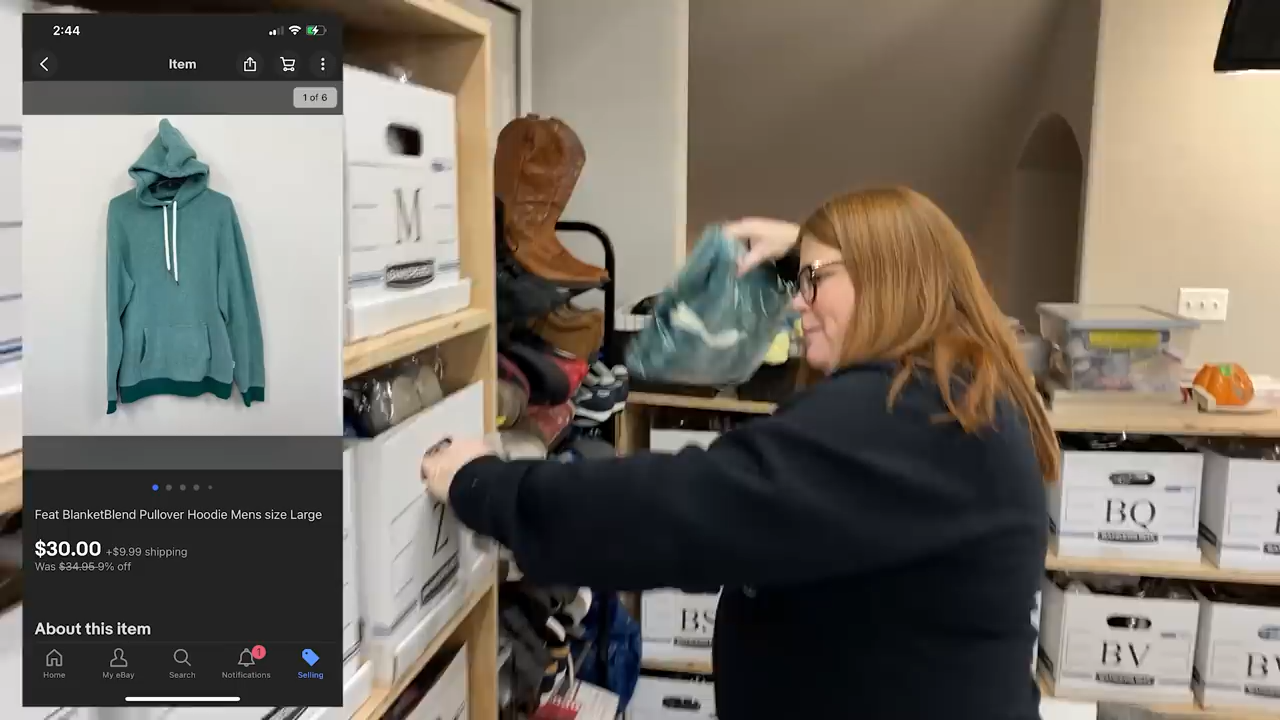 2:44
Item
1 of 6
Feat BlanketBlend Pullover Hoodie Mens size Large
$30.00 +$9.99 shipping
Was $34.95 9% off
About this item
Home
My eBay
Search
1
Notifications
Selling
M
Z
BQ
BS
BV